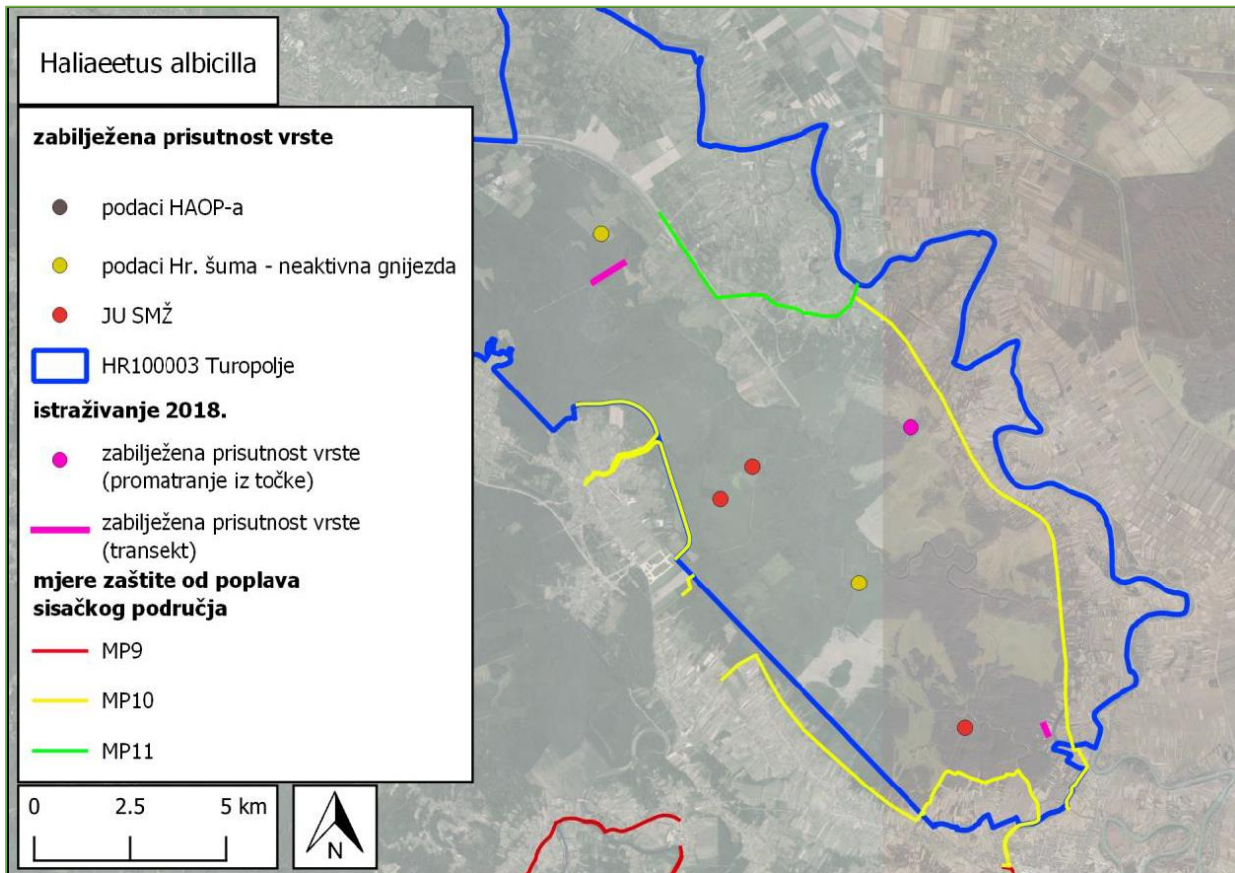 Haliaeetus albicilla
zabilježena prisutnost vrste
podaci HAOP-a
podaci Hr. šuma - neaktivna gnijezda
JU SMŽ
HR100003 Turopolje
istraživanje 2018.
zabilježena prisutnost vrste
(promatranje iz točke)
zabilježena prisutnost vrste
(transekt)
mjere zaštite od poplava
sisačkog područja
MP9
MP10
MP11
0 2.5 5 km
N